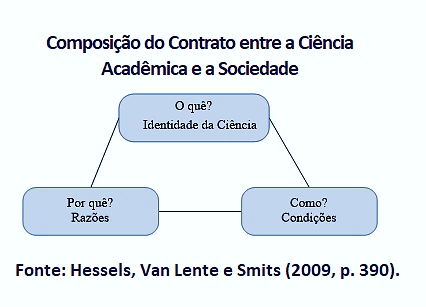 Composição do Contrato entre a Ciência
Acadêmica e a Sociedade
O quê?
Identidade da Ciência
Por quê?
Razões
Como?
Condições
Fonte: Hessels, Van Lente e Smits (2009, p. 390).